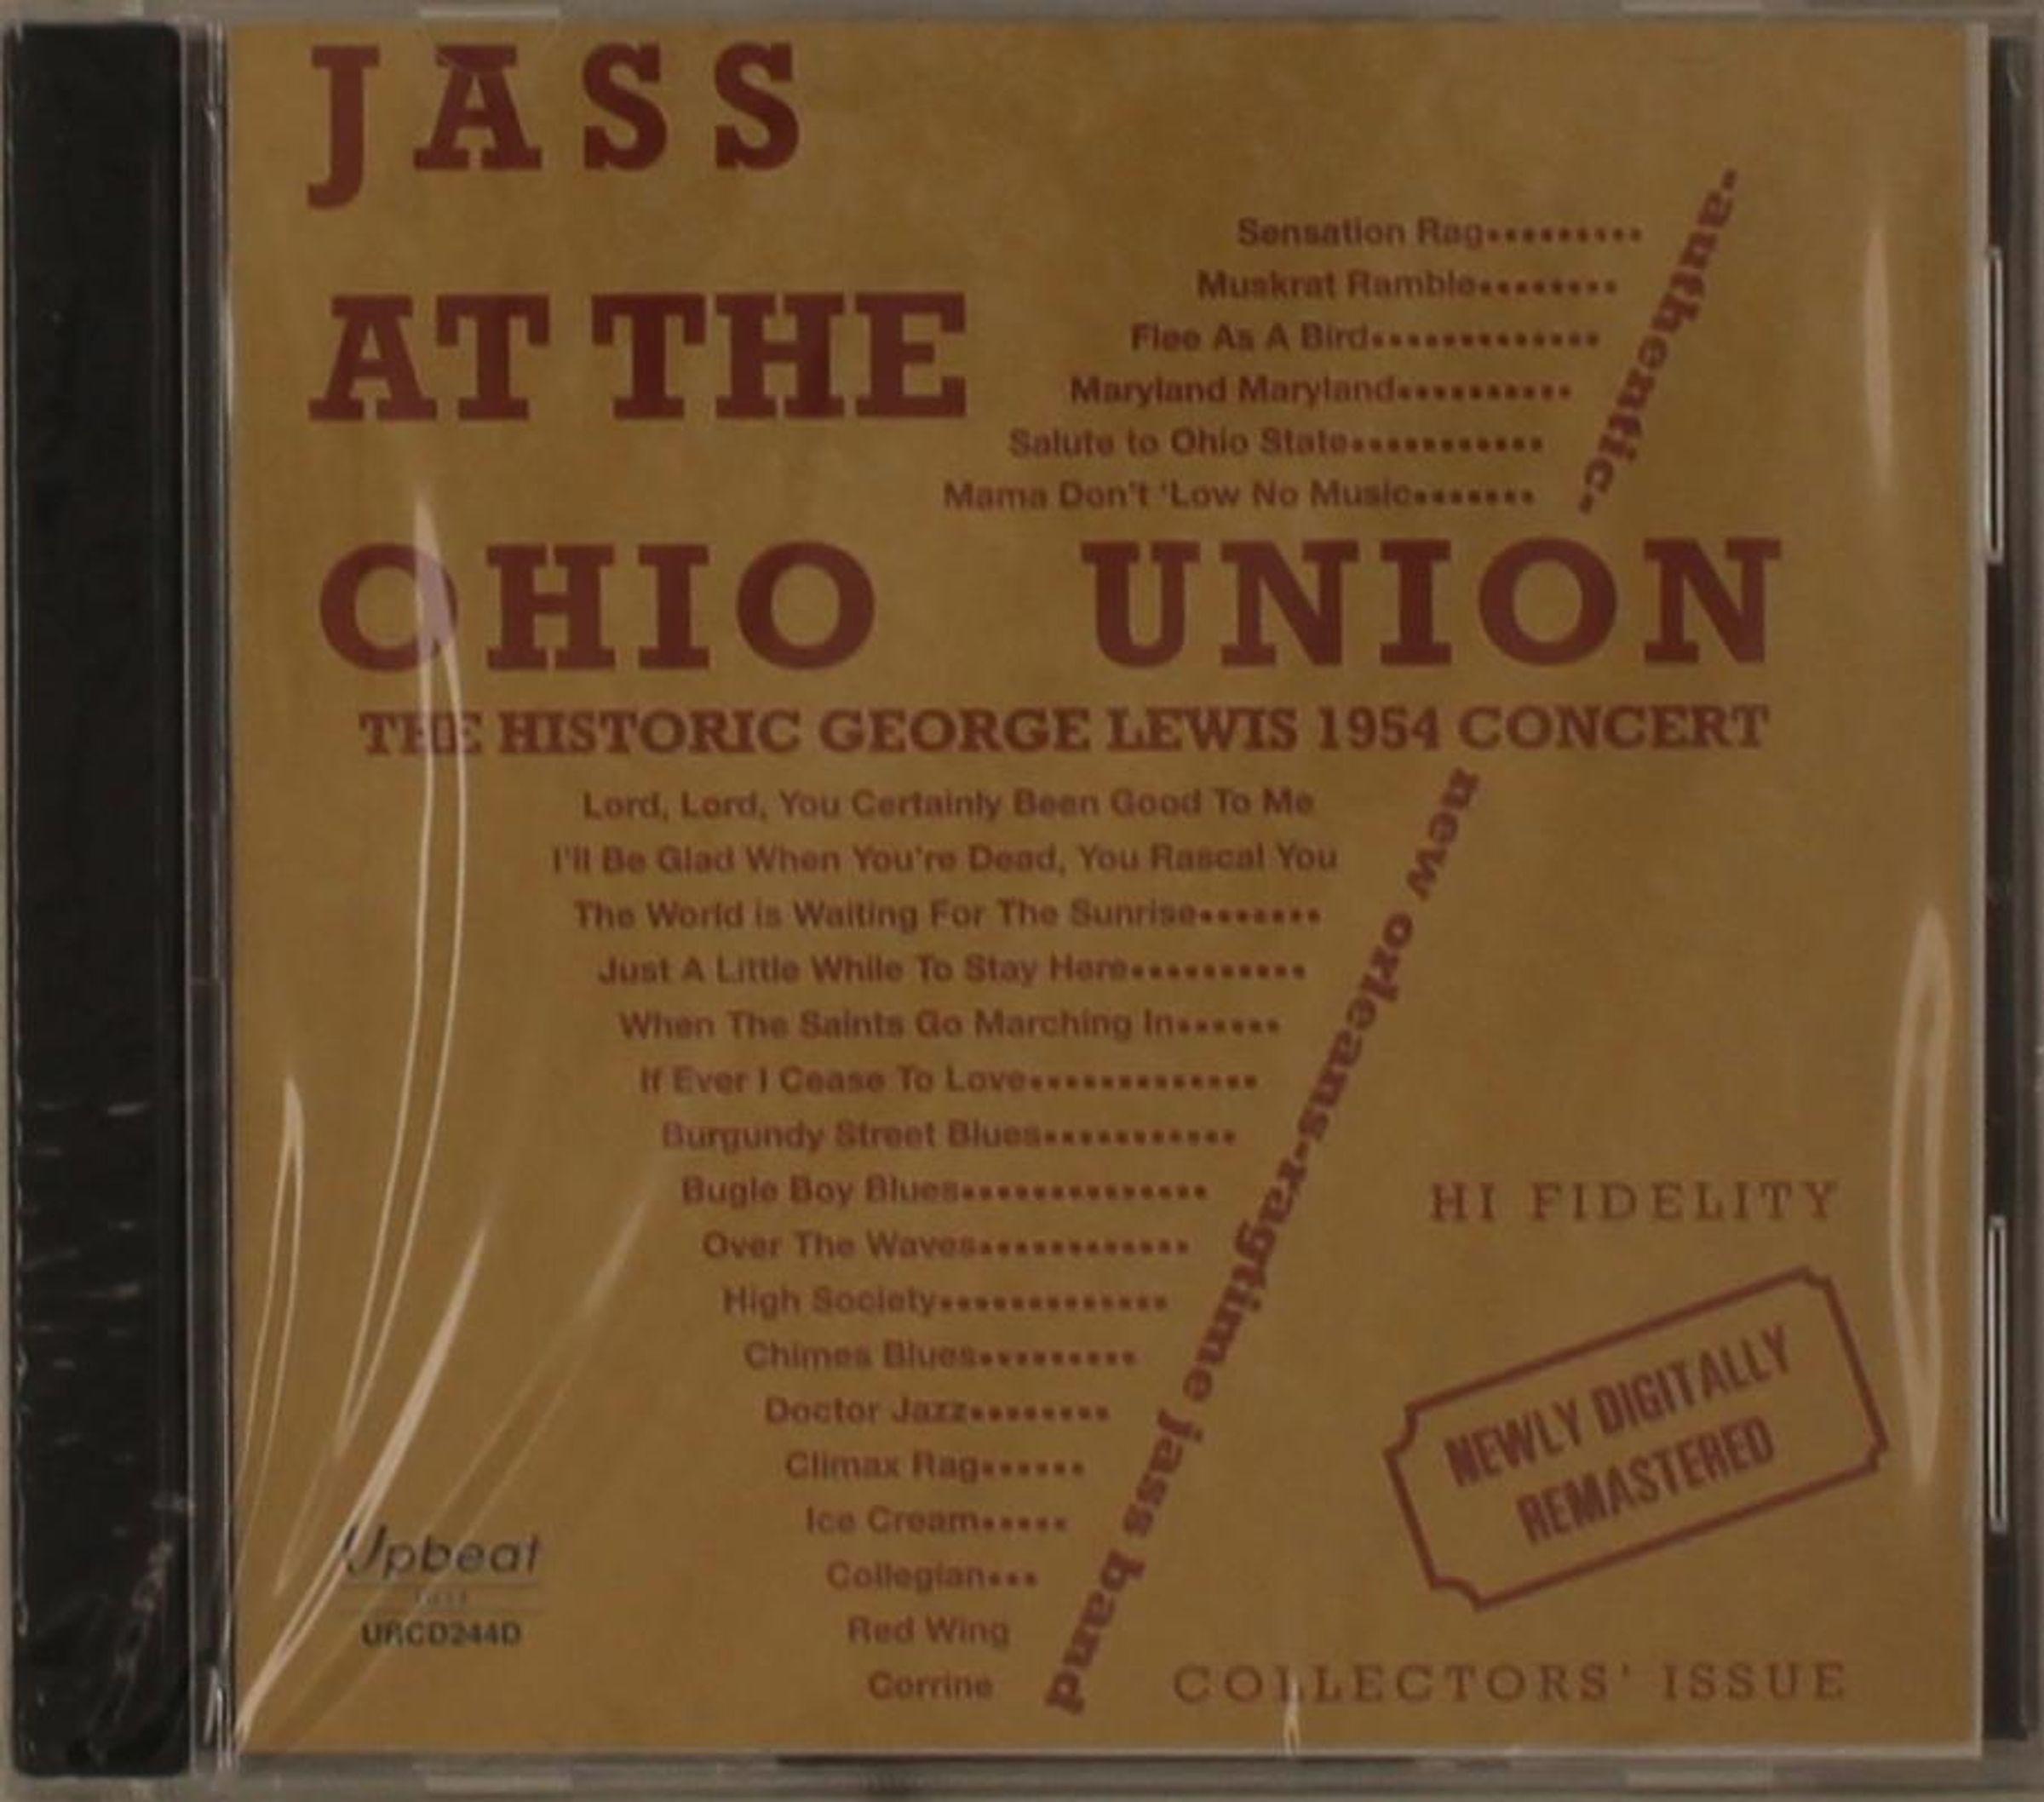 JASS
Sensation Rag..........
Muskrat Ramble.........
Flee As A Bird.............
Maryland Maryland..........
Salute to Ohio State...........
Mama Don't 'Low No Music.......
-authentic-
AT THE
OHIO UNION
THE HISTORIC GEORGE LEWIS 1954 CONCERT
Lord, Lord, You Certainly Been Good To Me
I'll Be Glad When You're Dead, You Rascal You
The World is Waiting For The Sunrise.......
Just A Little While To Stay Here..........
When The Saints Go Marching In......
If Ever I Cease To Love.............
Burgundy Street Blues...........
Bugle Boy Blues..............
Over The Waves............
High Society.............
Chimes Blues.........
Doctor Jazz........
Climax Rag......
Ice Cream.....
Collegian...
Red Wing
Corrine
new orleans-ragtime jass band
HI FIDELITY
NEWLY DIGITALLY
REMASTERED
COLLECTORS' ISSUE
Upbeat
Jazz
URCD244D